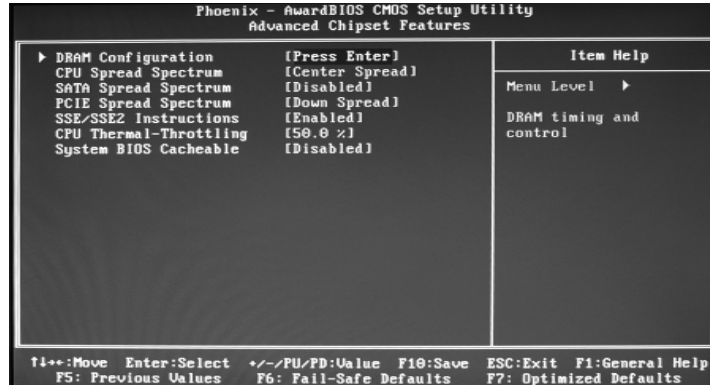 Phoenix - AwardBIOS CMOS Setup Utility
Advanced Chipset Features
▶ DRAM Configuration [Press Enter]
CPU Spread Spectrum [Center Spread]
SATA Spread Spectrum [Disabled]
PCIE Spread Spectrum [Down Spread]
SSE/SSE2 Instructions [Enabled]
CPU Thermal-Throttling [50.0 %]
System BIOS Cacheable [Disabled]
Item Help
Menu Level ▶
DRAM timing and
control
↑↓→←:Move Enter:Select +/-/PU/PD:Value F10:Save ESC:Exit F1:General Help
F5: Previous Values F6: Fail-Safe Defaults F7: Optimized Defaults